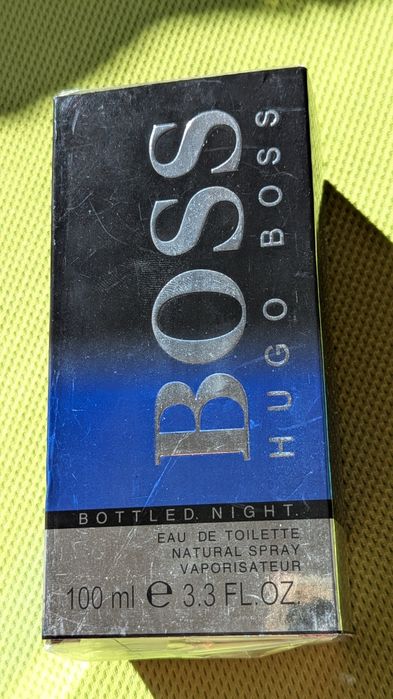 BOSS
HUGO BOSS
BOTTLED. NIGHT.
EAU DE TOILETTE
NATURAL SPRAY
VAPORISATEUR
100 ml e 3.3 FL.OZ.